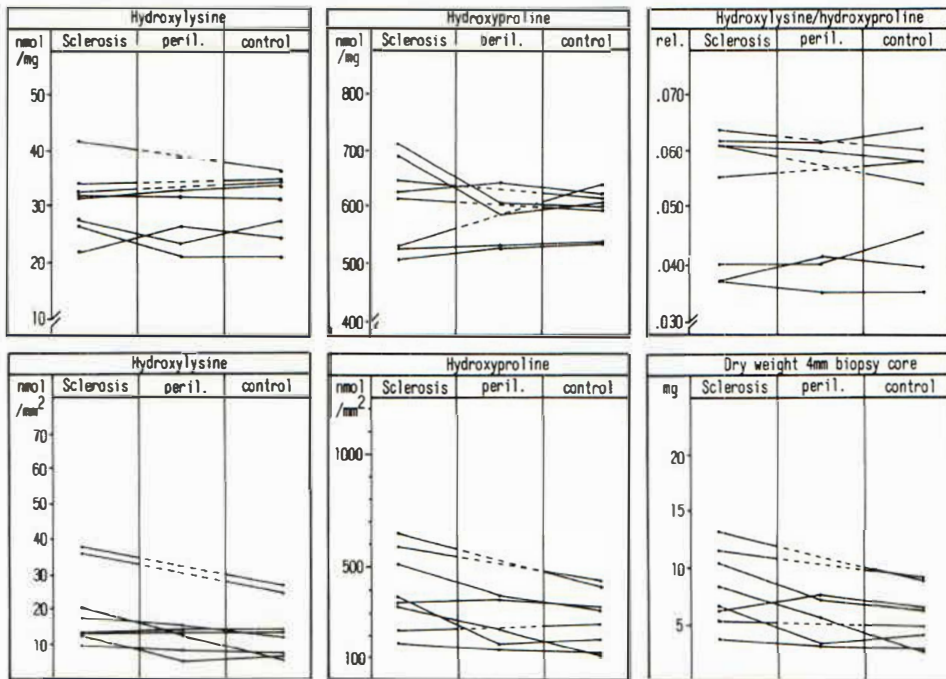 Hydroxylysine
nmol /mg Sclerosis peril. control
50
40
30
20
10
Hydroxyproline
nmol /mg Sclerosis beril. control
800
700
600
500
400
Hydroxylysine/hydroxyproline
rel. Sclerosis peril. control
.070
.060
.050
.040
.030
Hydroxylysine
nmol /mm² Sclerosis peril. control
70
60
50
40
30
20
10
Hydroxyproline
nmol /mm² Sclerosis peril. control
1000
500
100
Dry weight 4mm biopsy core
mg Sclerosis peril. control
20
15
10
5